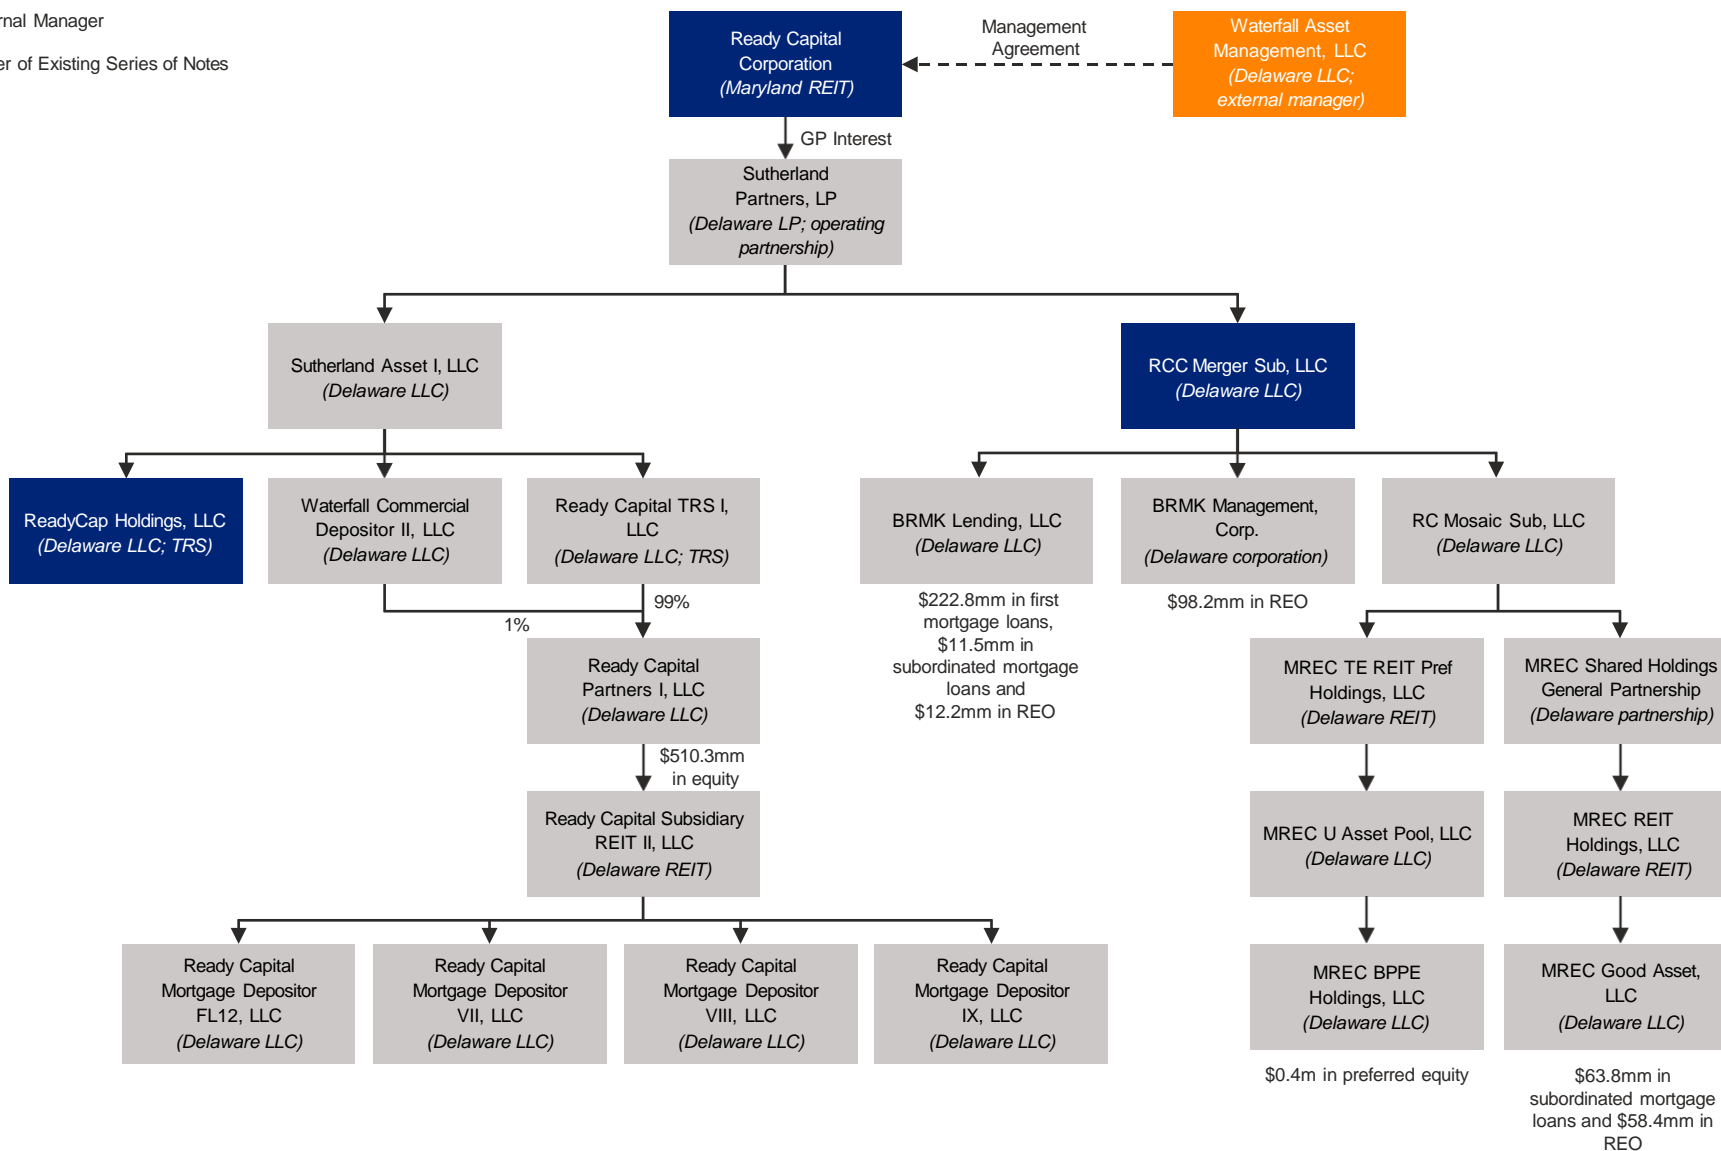 rnal Manager
er of Existing Series of Notes
Ready Capital
Corporation
(Maryland REIT)
Management
Agreement
Waterfall Asset
Management, LLC
(Delaware LLC;
external manager)
GP Interest
Sutherland
Partners, LP
(Delaware LP; operating
partnership)
Sutherland Asset I, LLC
(Delaware LLC)
RCC Merger Sub, LLC
(Delaware LLC)
ReadyCap Holdings, LLC
(Delaware LLC; TRS)
Waterfall Commercial
Depositor II, LLC
(Delaware LLC)
Ready Capital TRS I,
LLC
(Delaware LLC; TRS)
BRMK Lending, LLC
(Delaware LLC)
BRMK Management,
Corp.
(Delaware corporation)
RC Mosaic Sub, LLC
(Delaware LLC)
1%
99%
$222.8mm in first
mortgage loans,
$11.5mm in
subordinated mortgage
loans and
$12.2mm in REO
$98.2mm in REO
Ready Capital
Partners I, LLC
(Delaware LLC)
MREC TE REIT Pref
Holdings, LLC
(Delaware REIT)
MREC Shared Holdings
General Partnership
(Delaware partnership)
$510.3mm
in equity
Ready Capital Subsidiary
REIT II, LLC
(Delaware REIT)
MREC U Asset Pool, LLC
(Delaware LLC)
MREC REIT
Holdings, LLC
(Delaware REIT)
Ready Capital
Mortgage Depositor
FL12, LLC
(Delaware LLC)
Ready Capital
Mortgage Depositor
VII, LLC
(Delaware LLC)
Ready Capital
Mortgage Depositor
VIII, LLC
(Delaware LLC)
Ready Capital
Mortgage Depositor
IX, LLC
(Delaware LLC)
MREC BPPE
Holdings, LLC
(Delaware LLC)
MREC Good Asset,
LLC
(Delaware LLC)
$0.4m in preferred equity
$63.8mm in
subordinated mortgage
loans and $58.4mm in
REO